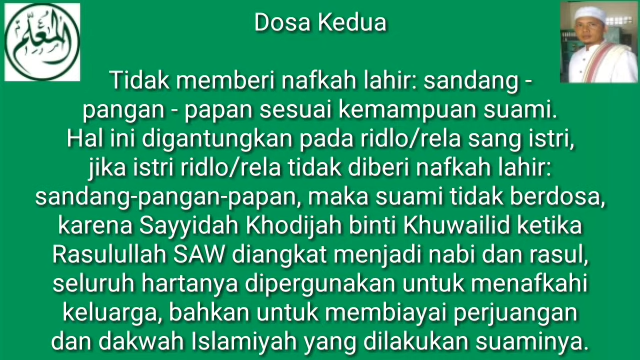 المعلم
Dosa Kedua
Tidak memberi nafkah lahir: sandang -
pangan - papan sesuai kemampuan suami.
Hal ini digantungkan pada ridlo/rela sang istri,
jika istri ridlo/rela tidak diberi nafkah lahir:
sandang-pangan-papan, maka suami tidak berdosa,
karena Sayyidah Khodijah binti Khuwailid ketika
Rasulullah SAW diangkat menjadi nabi dan rasul,
seluruh hartanya dipergunakan untuk menafkahi
keluarga, bahkan untuk membiayai perjuangan
dan dakwah Islamiyah yang dilakukan suaminya.